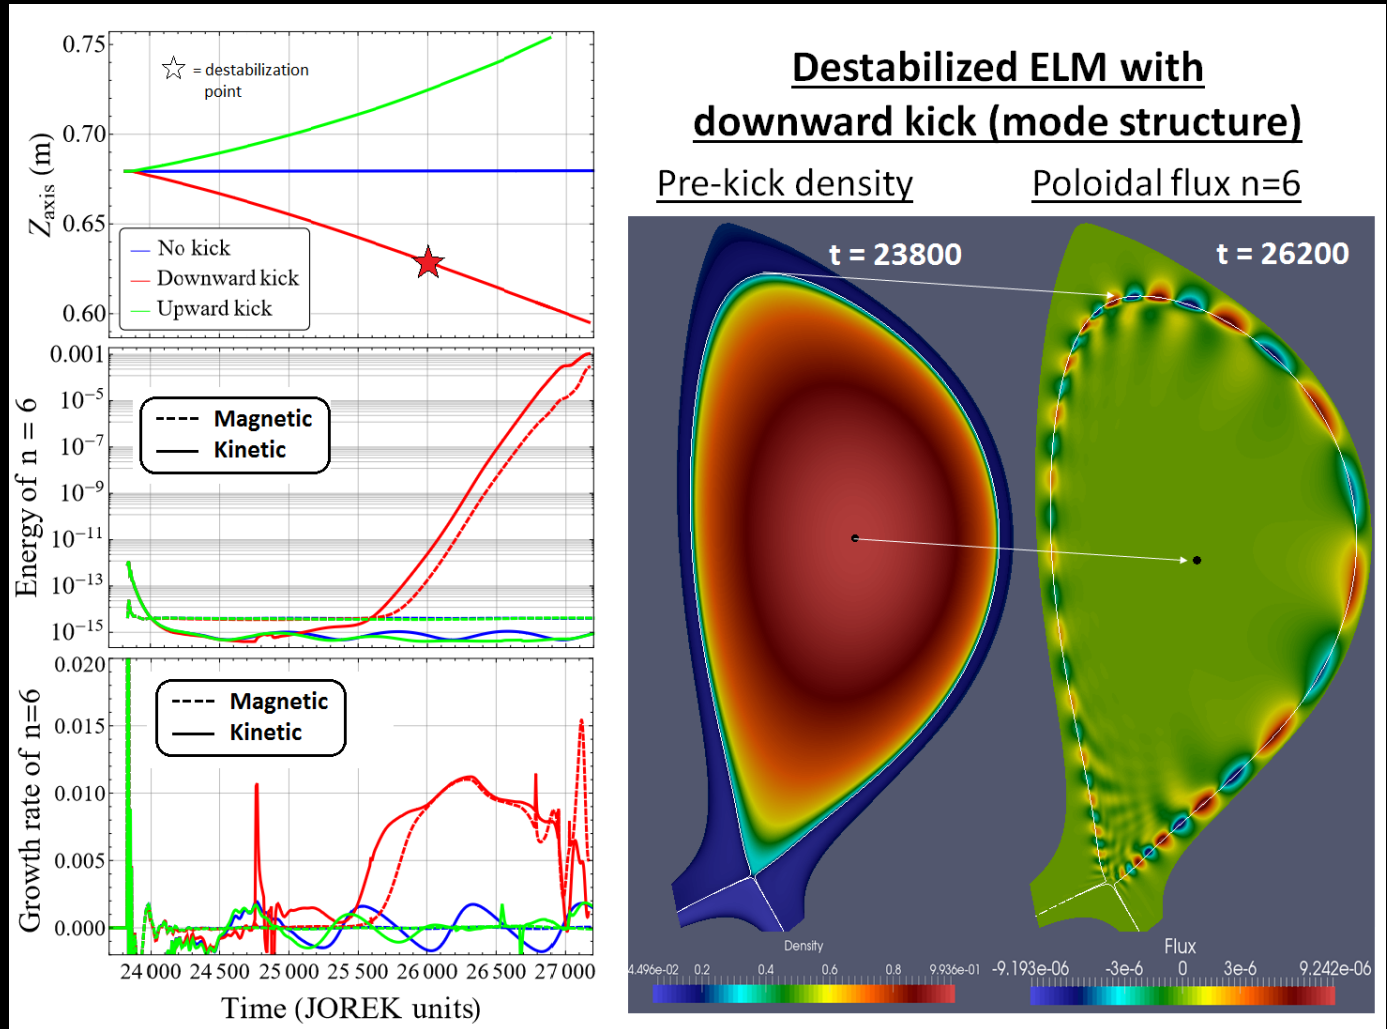 0.75
0.70
0.65
0.60
Zaxis (m)
☆ = destabilization
point
No kick
Downward kick
Upward kick
0.001
10−5
10−7
10−9
10−11
10−13
10−15
Energy of n = 6
Magnetic
Kinetic
0.020
0.015
0.010
0.005
0.000
Growth rate of n=6
Magnetic
Kinetic
24 000 24 500 25 000 25 500 26 000 26 500 27 000
Time (JOREK units)
Destabilized ELM with
downward kick (mode structure)
Pre-kick density
t = 23800
Density
4.496e-02 0.2 0.4 0.6 0.8 9.936e-01
Poloidal flux n=6
t = 26200
Flux
-9.193e-06 -3e-6 0 3e-6 9.242e-06